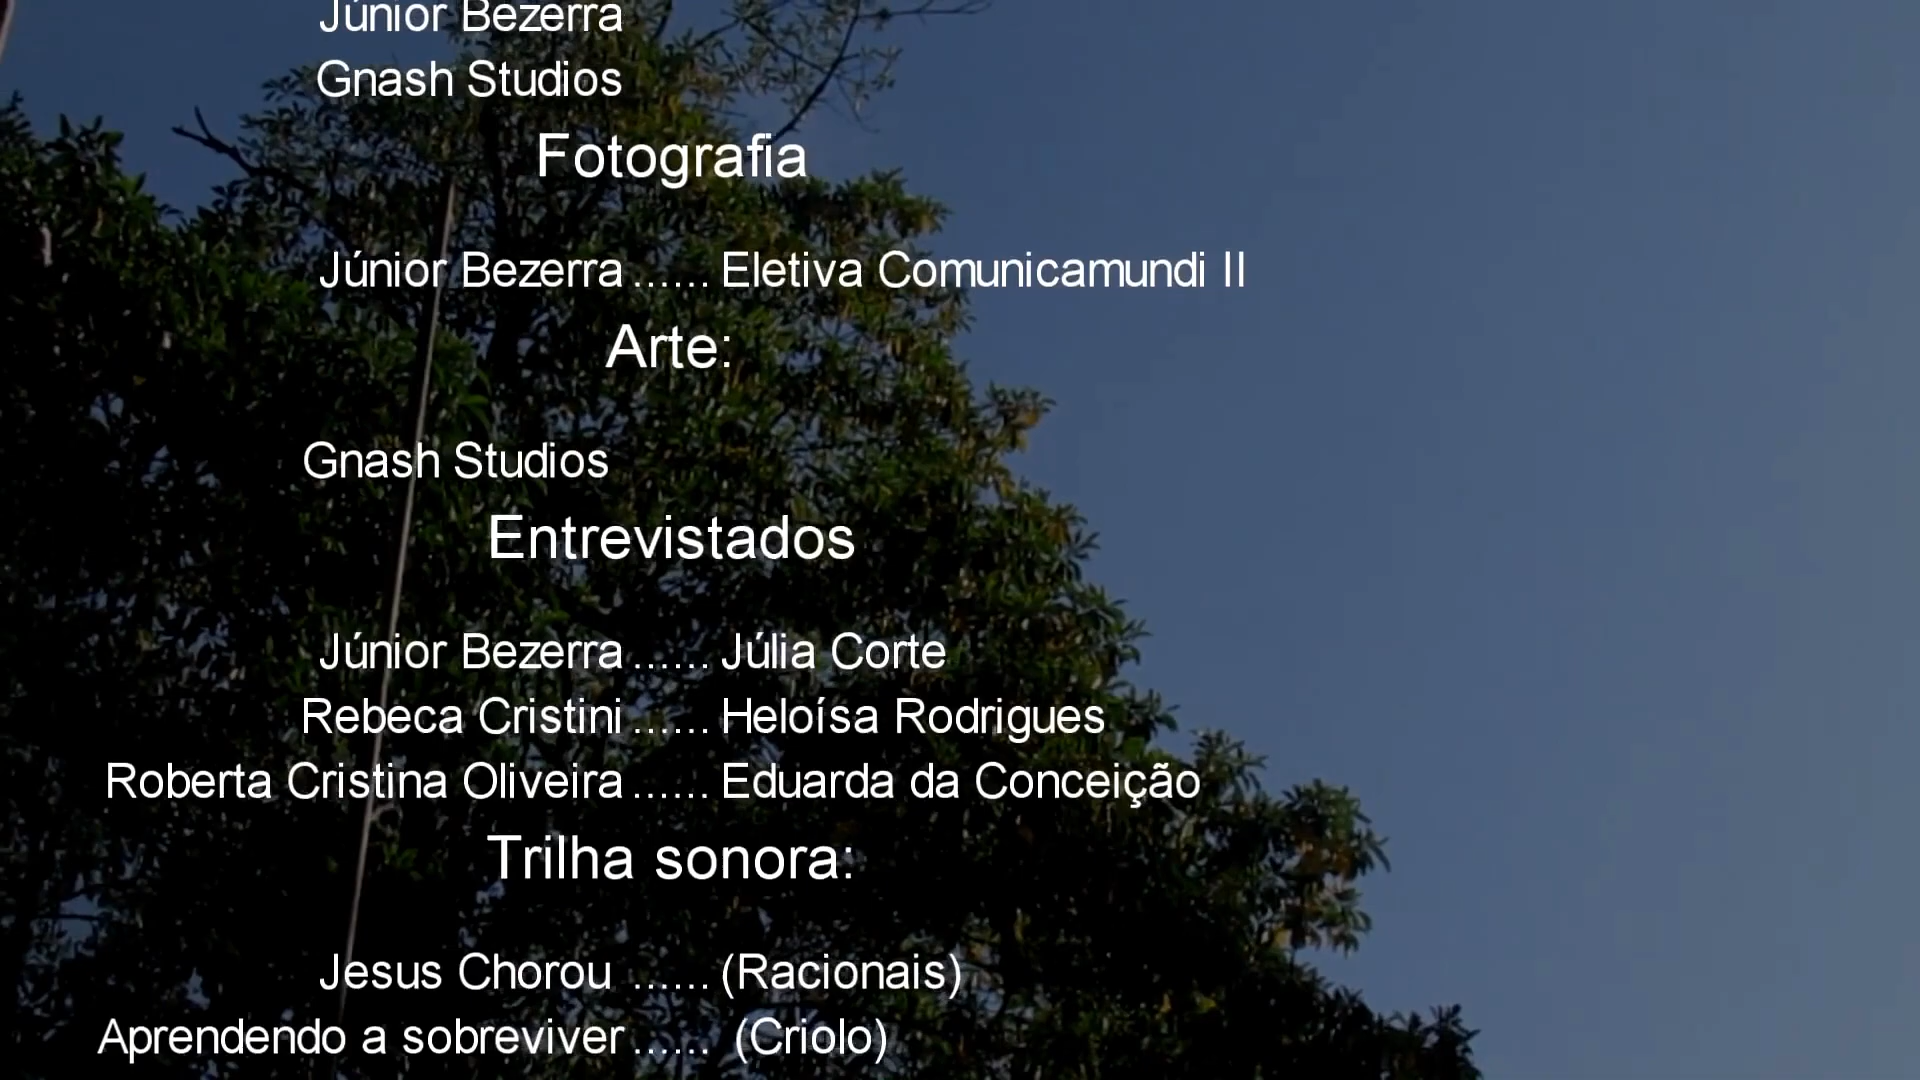 Júnior Bezerra
Gnash Studios
Fotografia
Júnior Bezerra ...... Eletiva Comunicamundi II
Arte:
Gnash Studios
Entrevistados
Júnior Bezerra ...... Júlia Corte
Rebeca Cristini ...... Heloísa Rodrigues
Roberta Cristina Oliveira ...... Eduarda da Conceição
Trilha sonora:
Jesus Chorou ...... (Racionais)
Aprendendo a sobreviver ...... (Criolo)